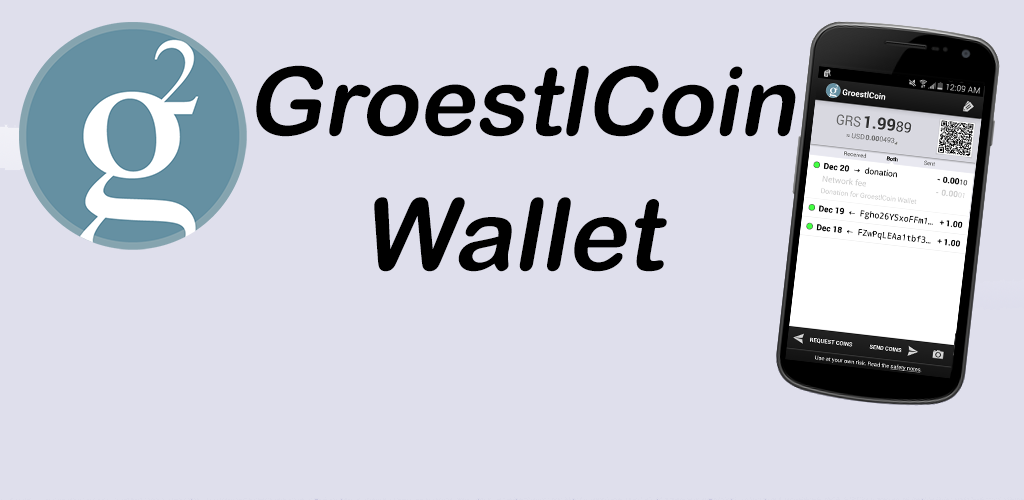 g2
GroestlCoin
Wallet
12:09 AM
GroestlCoin
GRS 1.9989
≈ USD 0.000493
Received Both Sent
Dec 20 → donation - 0.0010
Network fee - 0.0001
Donation for GroestlCoin Wallet
Dec 19 ← Fgho26YSxoFFm1… + 1.00
Dec 18 ← FZwPqLEAa1tbf3… + 1.00
REQUEST COINS SEND COINS
Use at your own risk. Read the safety notes.